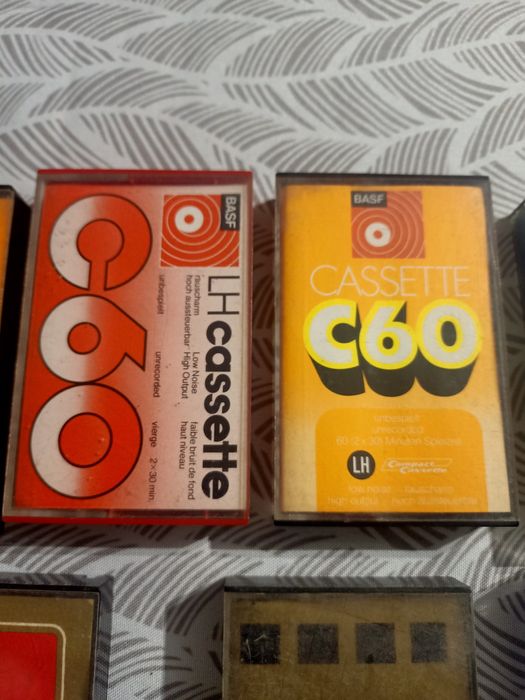 BASF
LH cassette
rauscharm
hoch aussteuerbar
Low Noise
High Output
faible bruit de fond
haut niveau
unbespielt
unrecorded
vierge
2 × 30 min.
C60
BASF
CASSETTE
C60
unbespielt
unrecorded
60 (2 x 30) Minuten Spielzeit
LH
Compact
Cassette
low noise - rauscharm
high output - hoch aussteuerbar